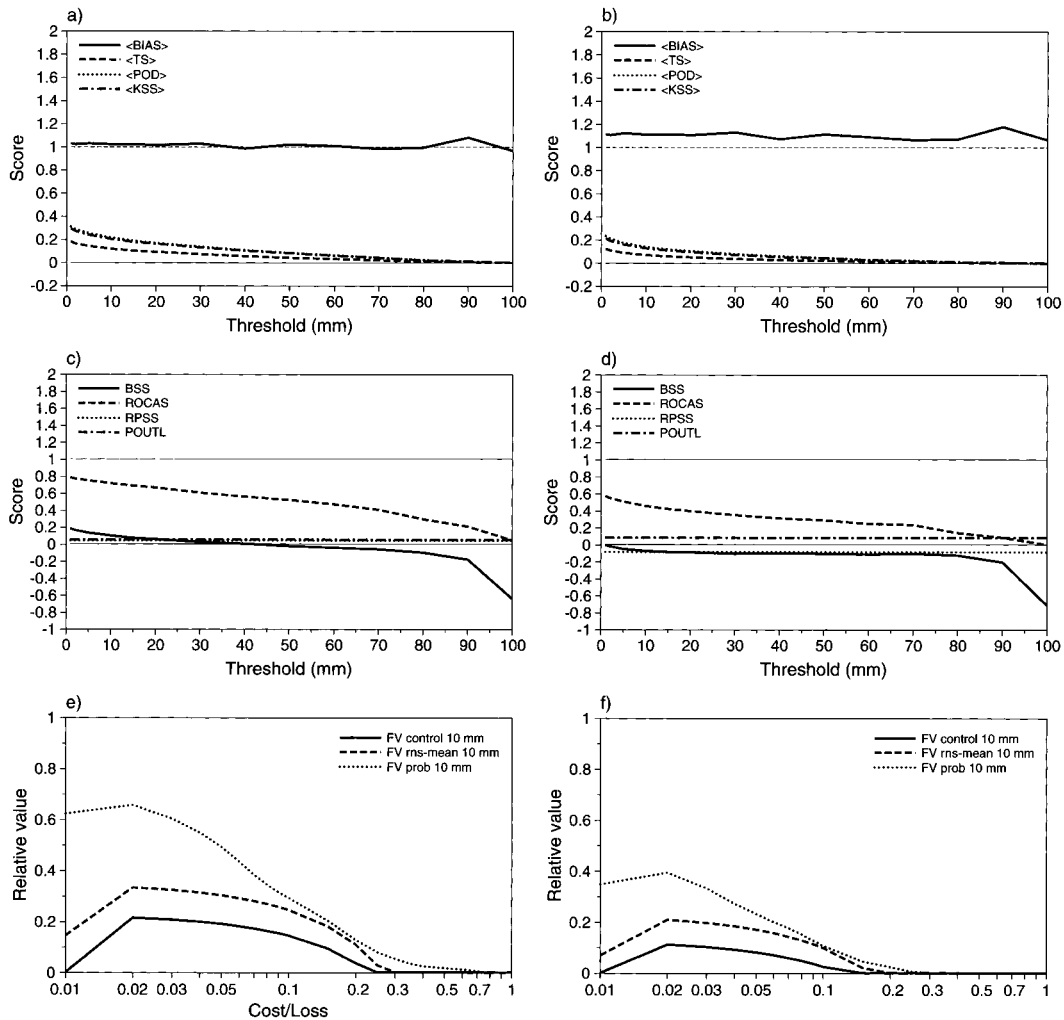 a)
2
1.8
1.6
1.4
1.2
1
0.8
0.6
0.4
0.2
0
-0.2
Score
<BIAS>
<TS>
<POD>
<KSS>
0 10 20 30 40 50 60 70 80 90 100
Threshold (mm)
b)
2
1.8
1.6
1.4
1.2
1
0.8
0.6
0.4
0.2
0
-0.2
Score
<BIAS>
<TS>
<POD>
<KSS>
0 10 20 30 40 50 60 70 80 90 100
Threshold (mm)
c)
2
1.8
1.6
1.4
1.2
1
0.8
0.6
0.4
0.2
0
-0.2
-0.4
-0.6
-0.8
-1
Score
BSS
ROCAS
RPSS
POUTL
0 10 20 30 40 50 60 70 80 90 100
Threshold (mm)
d)
2
1.8
1.6
1.4
1.2
1
0.8
0.6
0.4
0.2
0
-0.2
-0.4
-0.6
-0.8
-1
Score
BSS
ROCAS
RPSS
POUTL
0 10 20 30 40 50 60 70 80 90 100
Threshold (mm)
e)
1
0.8
0.6
0.4
0.2
0
Relative value
FV control 10 mm
FV rns-mean 10 mm
FV prob 10 mm
0.01 0.02 0.03 0.05 0.1 0.2 0.3 0.5 0.7 1
Cost/Loss
f)
1
0.8
0.6
0.4
0.2
0
Relative value
FV control 10 mm
FV rns-mean 10 mm
FV prob 10 mm
0.01 0.02 0.03 0.05 0.1 0.2 0.3 0.5 0.7 1